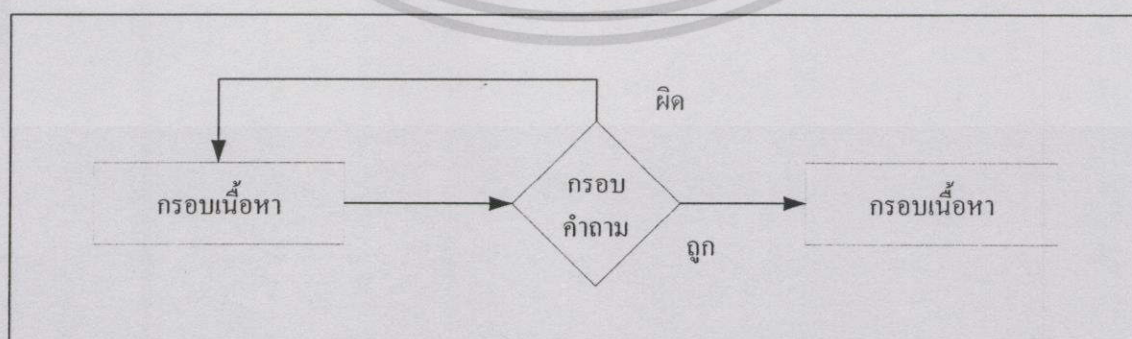 ผิด
กรอบเนื้อหา
กรอบ
คำถาม
กรอบเนื้อหา
ถูก